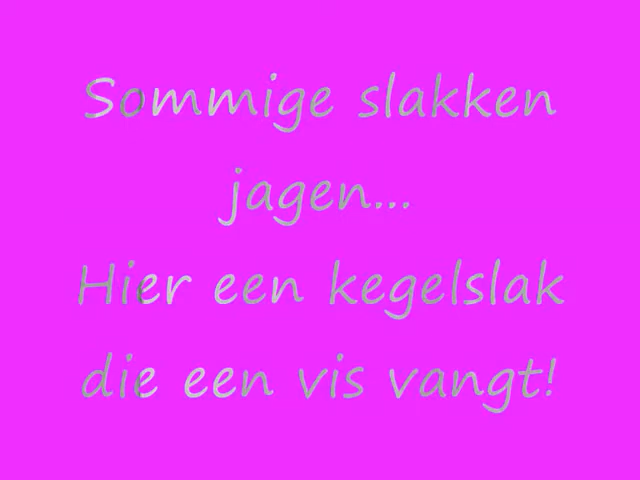 Sommige slakken
jagen...
Hier een kegelslak
die een vis vangt!